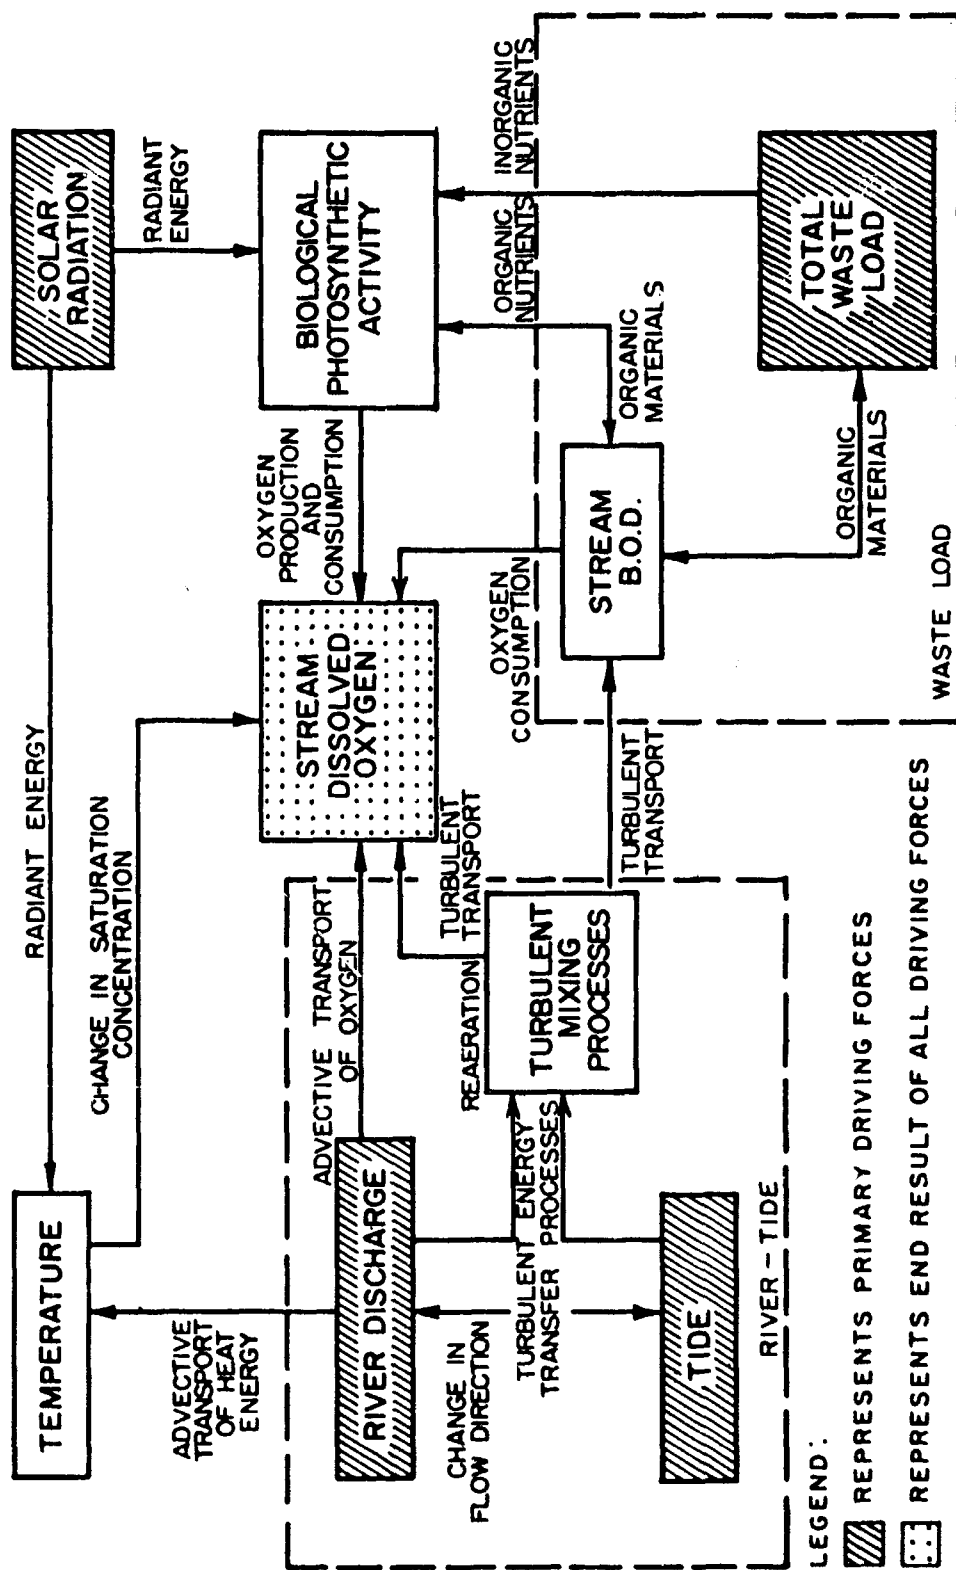 TEMPERATURE
RADIANT ENERGY
SOLAR
RADIATION
CHANGE IN SATURATION
CONCENTRATION
RADIANT
ENERGY
ADVECTIVE
TRANSPORT
OF HEAT
ENERGY
ADVECTIVE TRANSPORT
OF OXYGEN
STREAM
DISSOLVED
OXYGEN
OXYGEN
PRODUCTION
AND
CONSUMPTION
BIOLOGICAL
PHOTOSYNTHETIC
ACTIVITY
RIVER DISCHARGE
REAERATION
TURBULENT
TRANSPORT
OXYGEN
CONSUMPTION
ORGANIC
NUTRIENTS
INORGANIC
NUTRIENTS
CHANGE IN
FLOW DIRECTION
TURBULENT ENERGY
TRANSFER PROCESSES
TURBULENT
MIXING
PROCESSES
TURBULENT
TRANSPORT
STREAM
B.O.D.
ORGANIC
MATERIALS
TIDE
RIVER-TIDE
ORGANIC
MATERIALS
TOTAL
WASTE
LOAD
WASTE LOAD
LEGEND:
REPRESENTS PRIMARY DRIVING FORCES
REPRESENTS END RESULT OF ALL DRIVING FORCES